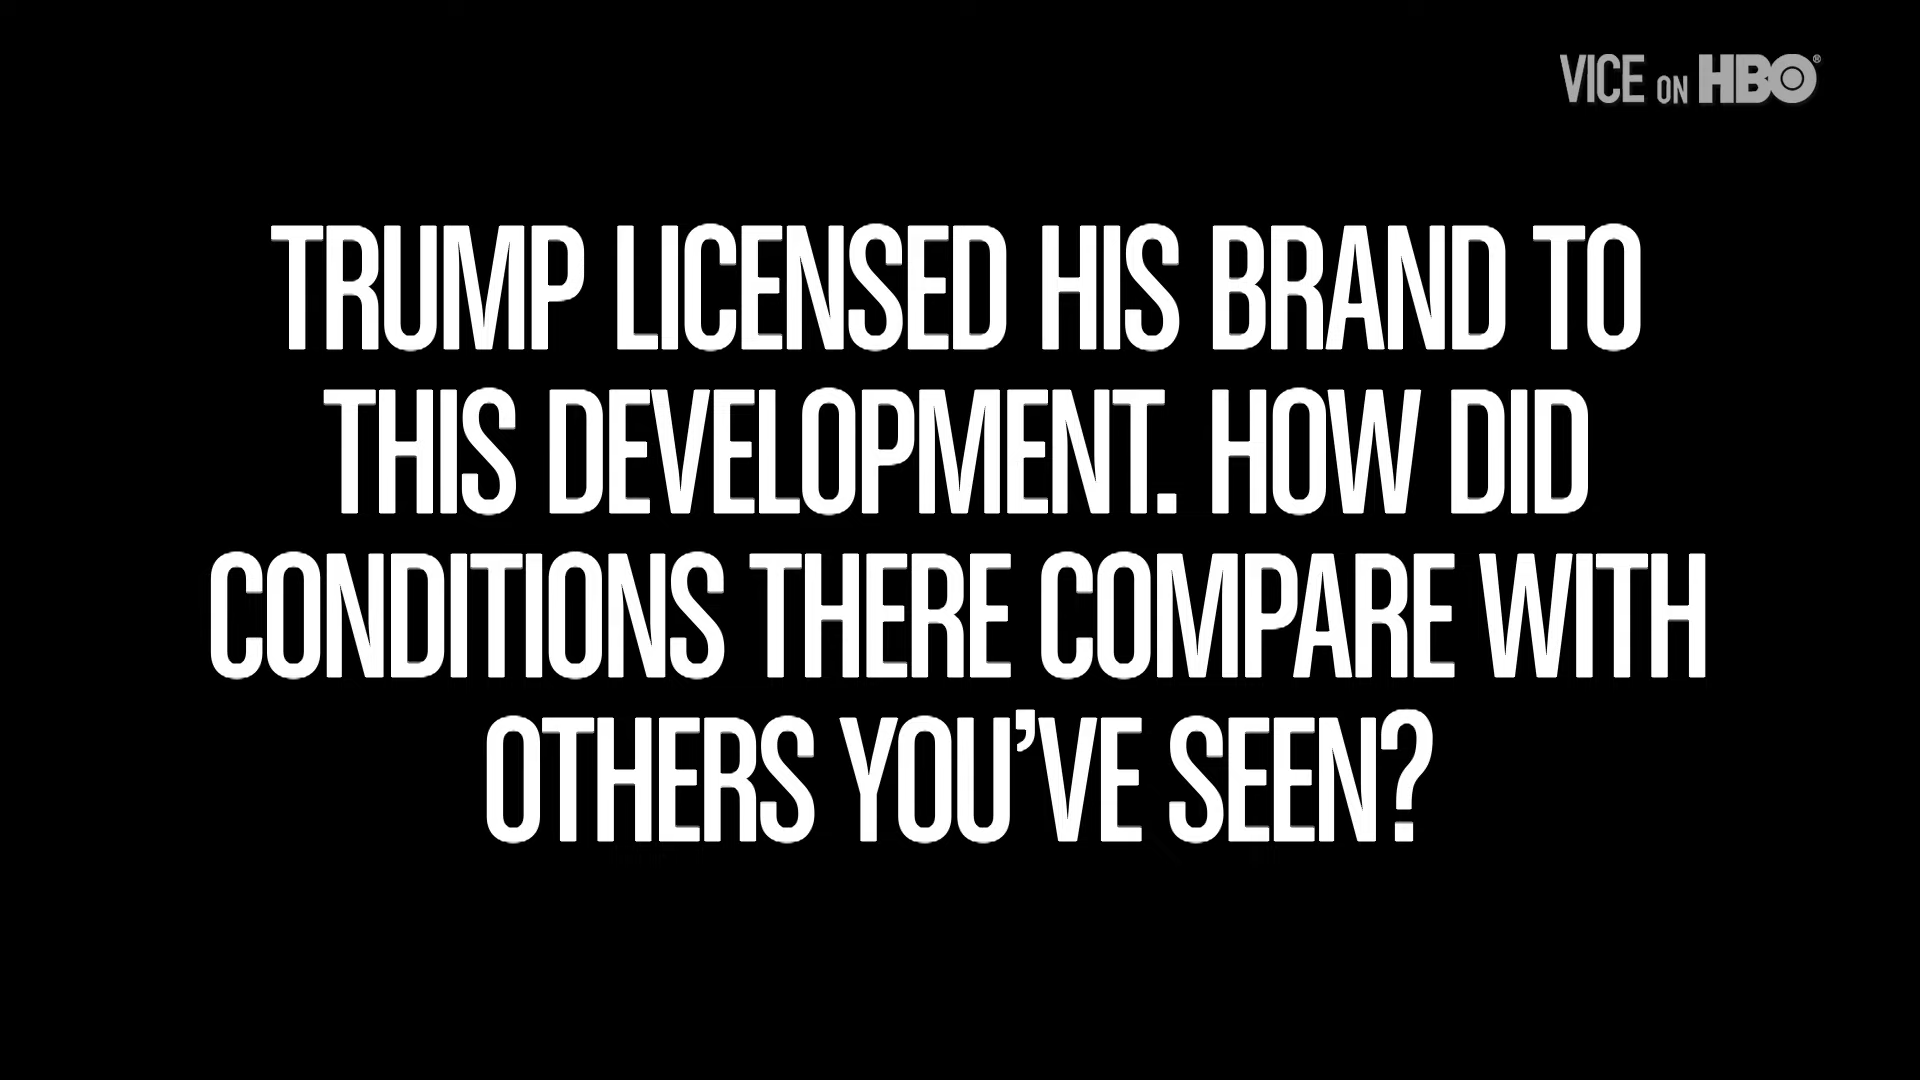 VICE ON HBO®
TRUMP LICENSED HIS BRAND TO
THIS DEVELOPMENT. HOW DID
CONDITIONS THERE COMPARE WITH
OTHERS YOU’VE SEEN?